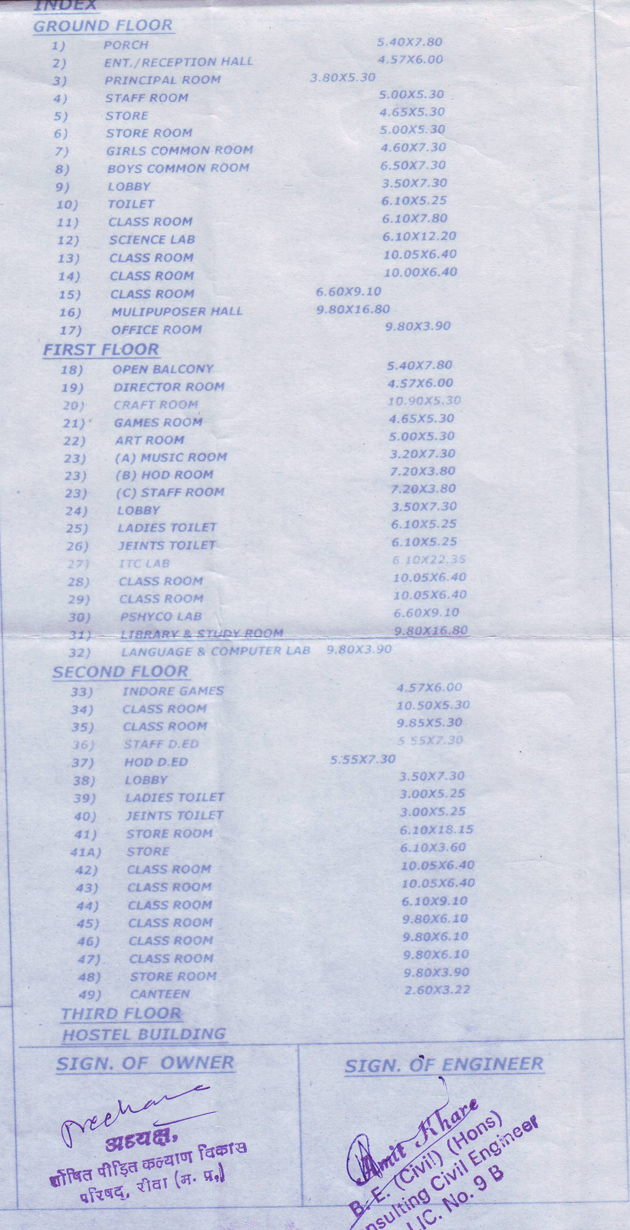 INDEX
GROUND FLOOR
1) PORCH 5.40X7.80
2) ENT./RECEPTION HALL 4.57X6.00
3) PRINCIPAL ROOM 3.80X5.30
4) STAFF ROOM 5.00X5.30
5) STORE 4.65X5.30
6) STORE ROOM 5.00X5.30
7) GIRLS COMMON ROOM 4.60X7.30
8) BOYS COMMON ROOM 6.50X7.30
9) LOBBY 3.50X7.30
10) TOILET 6.10X5.25
11) CLASS ROOM 6.10X7.80
12) SCIENCE LAB 6.10X12.20
13) CLASS ROOM 10.05X6.40
14) CLASS ROOM 10.00X6.40
15) CLASS ROOM 6.60X9.10
16) MULIPUPOSER HALL 9.80X16.80
17) OFFICE ROOM 9.80X3.90
FIRST FLOOR
18) OPEN BALCONY 5.40X7.80
19) DIRECTOR ROOM 4.57X6.00
20) CRAFT ROOM 10.90X5.30
21) GAMES ROOM 4.65X5.30
22) ART ROOM 5.00X5.30
23) (A) MUSIC ROOM 3.20X7.30
23) (B) HOD ROOM 7.20X3.80
23) (C) STAFF ROOM 7.20X3.80
24) LOBBY 3.50X7.30
25) LADIES TOILET 6.10X5.25
26) JEINTS TOILET 6.10X5.25
27) ITC LAB 6.10X22.35
28) CLASS ROOM 10.05X6.40
29) CLASS ROOM 10.05X6.40
30) PSHYCO LAB 6.60X9.10
31) LIBRARY & STUDY ROOM 9.80X16.80
32) LANGUAGE & COMPUTER LAB 9.80X3.90
SECOND FLOOR
33) INDORE GAMES 4.57X6.00
34) CLASS ROOM 10.50X5.30
35) CLASS ROOM 9.85X5.30
36) STAFF D.ED 5.55X7.30
37) HOD D.ED 5.55X7.30
38) LOBBY 3.50X7.30
39) LADIES TOILET 3.00X5.25
40) JEINTS TOILET 3.00X5.25
41) STORE ROOM 6.10X18.15
41A) STORE 6.10X3.60
42) CLASS ROOM 10.05X6.40
43) CLASS ROOM 10.05X6.40
44) CLASS ROOM 6.10X9.10
45) CLASS ROOM 9.80X6.10
46) CLASS ROOM 9.80X6.10
47) CLASS ROOM 9.80X6.10
48) STORE ROOM 9.80X3.90
49) CANTEEN 2.60X3.22
THIRD FLOOR
HOSTEL BUILDING
SIGN. OF OWNER
अध्यक्ष,
शोषित पीड़ित कल्याण विकास
परिषद्, रीवा (म. प्र.)
SIGN. OF ENGINEER
Amit Khare
B. E. (Civil) (Hons)
nsulting Civil Engineer
LIC. No. 9 B